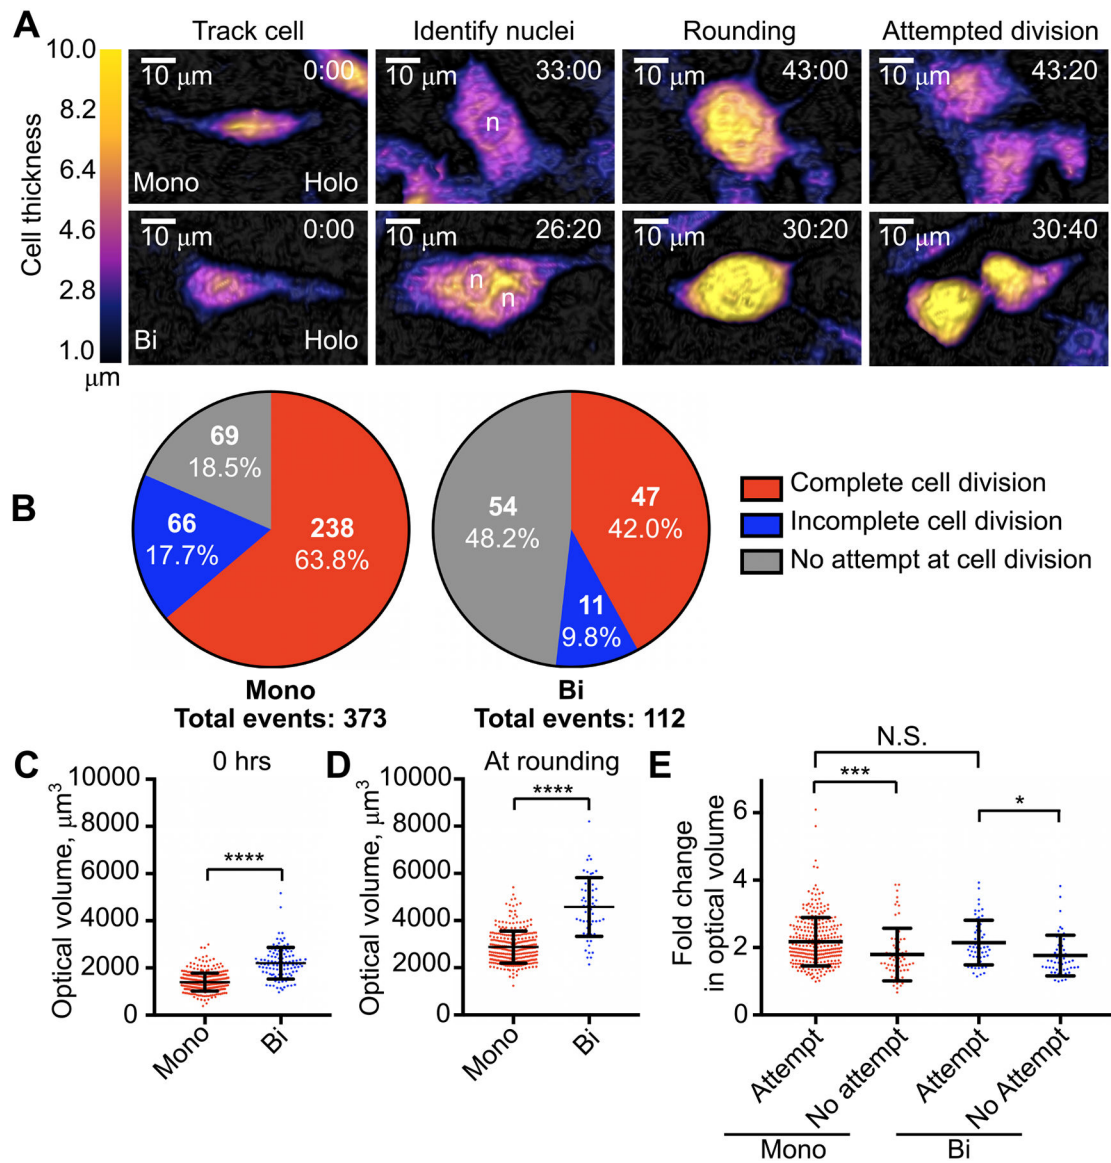 A
Track cell
Identify nuclei
Rounding
Attempted division
Cell thickness
10.0
8.2
6.4
4.6
2.8
1.0
μm
10 μm
0:00
Mono
Holo
10 μm
33:00
n
10 μm
43:00
10 μm
43:20
10 μm
0:00
Bi
Holo
10 μm
26:20
n
n
10 μm
30:20
10 μm
30:40
B
69
18.5%
66
17.7%
238
63.8%
Mono
Total events: 373
54
48.2%
47
42.0%
11
9.8%
Bi
Total events: 112
Complete cell division
Incomplete cell division
No attempt at cell division
C
0 hrs
Optical volume, μm³
10000
8000
6000
4000
2000
0
****
Mono
Bi
D
At rounding
Optical volume, μm³
10000
8000
6000
4000
2000
0
****
Mono
Bi
E
Fold change
in optical volume
6
4
2
0
N.S.
***
*
Attempt
No attempt
Attempt
No Attempt
Mono
Bi